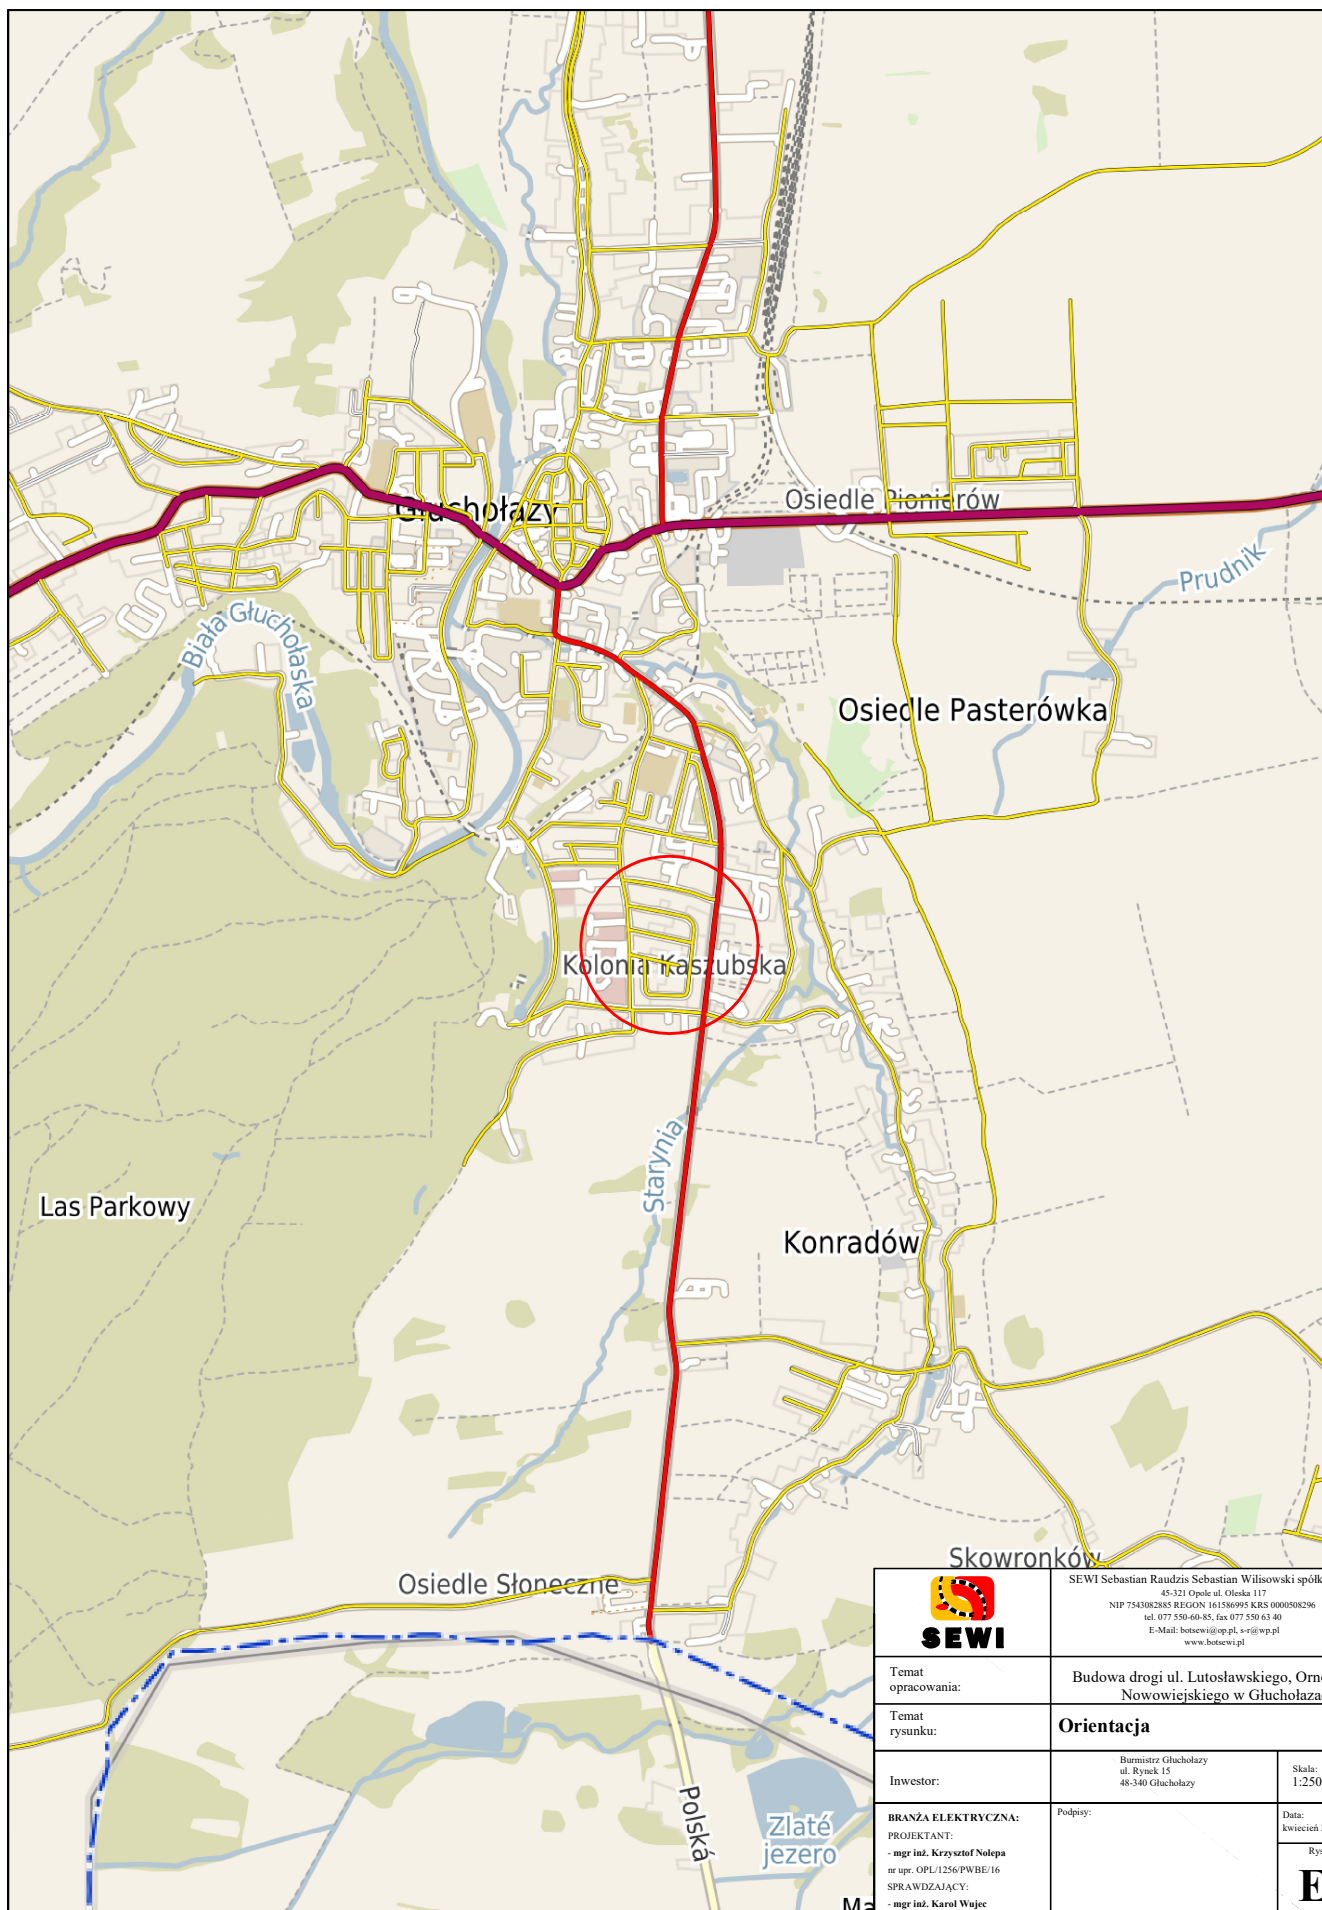 Głuchołazy
Osiedle Pionierów
Prudnik
Biała Głuchołaska
Osiedle Pasterówka
Kolonia Kaszubska
Starynia
Las Parkowy
Konradów
Skowronków
Osiedle Słoneczne
Polská
Zlaté
jezero
SEWI
SEWI Sebastian Raudzis Sebastian Wilisowski spółk
45-321 Opole ul. Oleska 117
NIP 7543082885 REGON 161586995 KRS 0000508296
tel. 077 550-60-85, fax 077 550 63 40
E-Mail: botsewi@op.pl, s-r@wp.pl
www.botsewi.pl
Temat
opracowania:
Budowa drogi ul. Lutosławskiego, Orn
Nowowiejskiego w Głuchołaza
Temat
rysunku:
Orientacja
Inwestor:
Burmistrz Głuchołazy
ul. Rynek 15
48-340 Głuchołazy
Skala:
1:250
BRANŻA ELEKTRYCZNA:
PROJEKTANT:
- mgr inż. Krzysztof Nolepa
nr upr. OPL/1256/PWBE/16
SPRAWDZAJĄCY:
- mgr inż. Karol Wujec
Podpisy:
Data:
kwiecień
Rys
E